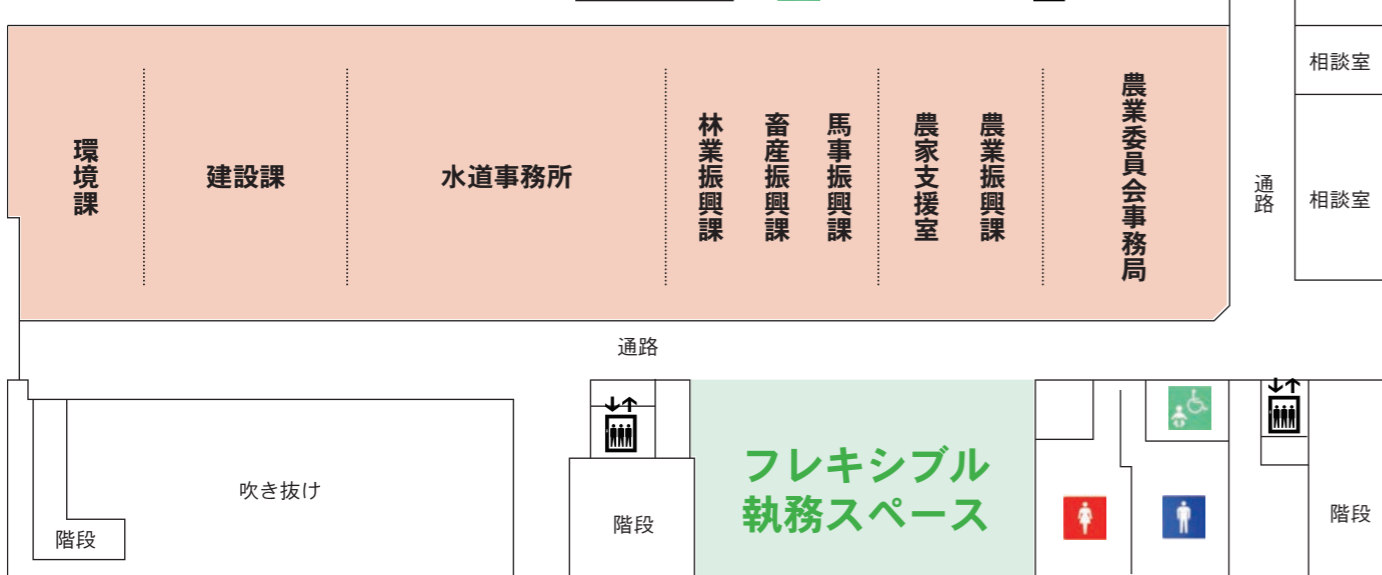 環境課
建設課
水道事務所
林業振興課
畜産振興課
馬事振興課
農家支援室
農業振興課
農業委員会事務局
通路
相談室
相談室
通路
吹き抜け
階段
階段
フレキシブル
執務スペース
階段